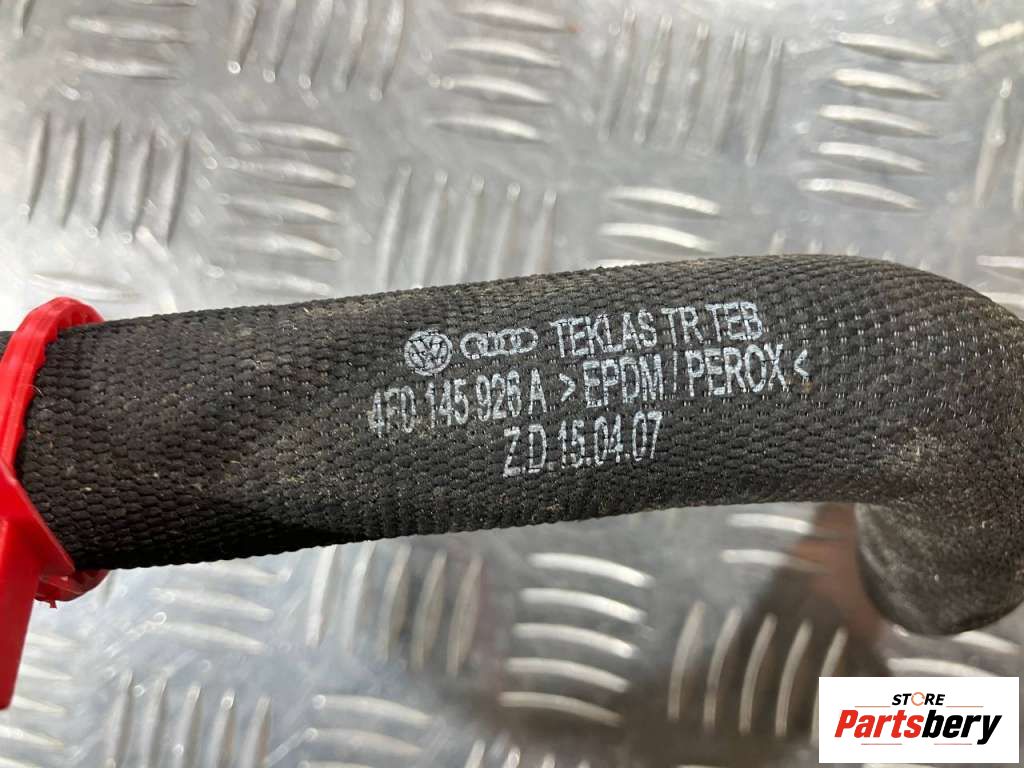 TEKLAS TR TEB
4F0 145 926 A >EPDM / PEROX<
Z.D. 15.04.07
STORE
Partsbery